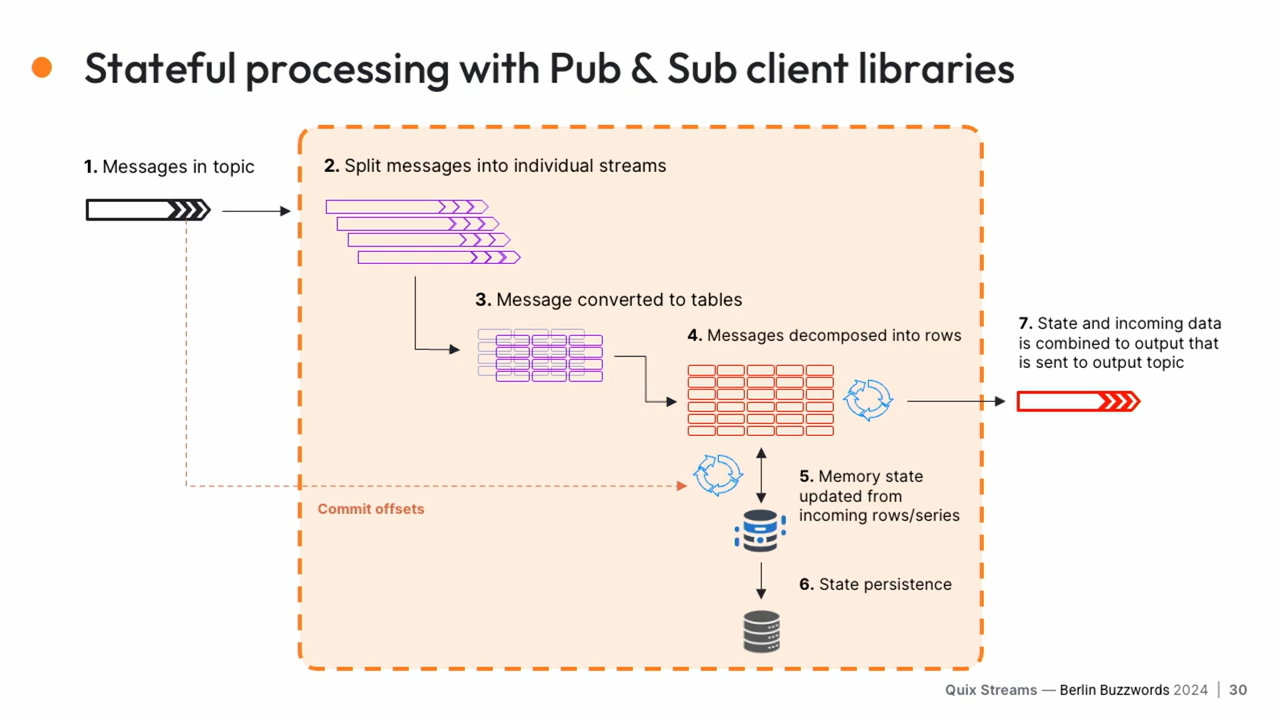 Stateful processing with Pub & Sub client libraries
1. Messages in topic
2. Split messages into individual streams
3. Message converted to tables
4. Messages decomposed into rows
7. State and incoming data
is combined to output that
is sent to output topic
5. Memory state
updated from
incoming rows/series
Commit offsets
6. State persistence
Quix Streams — Berlin Buzzwords 2024 | 30